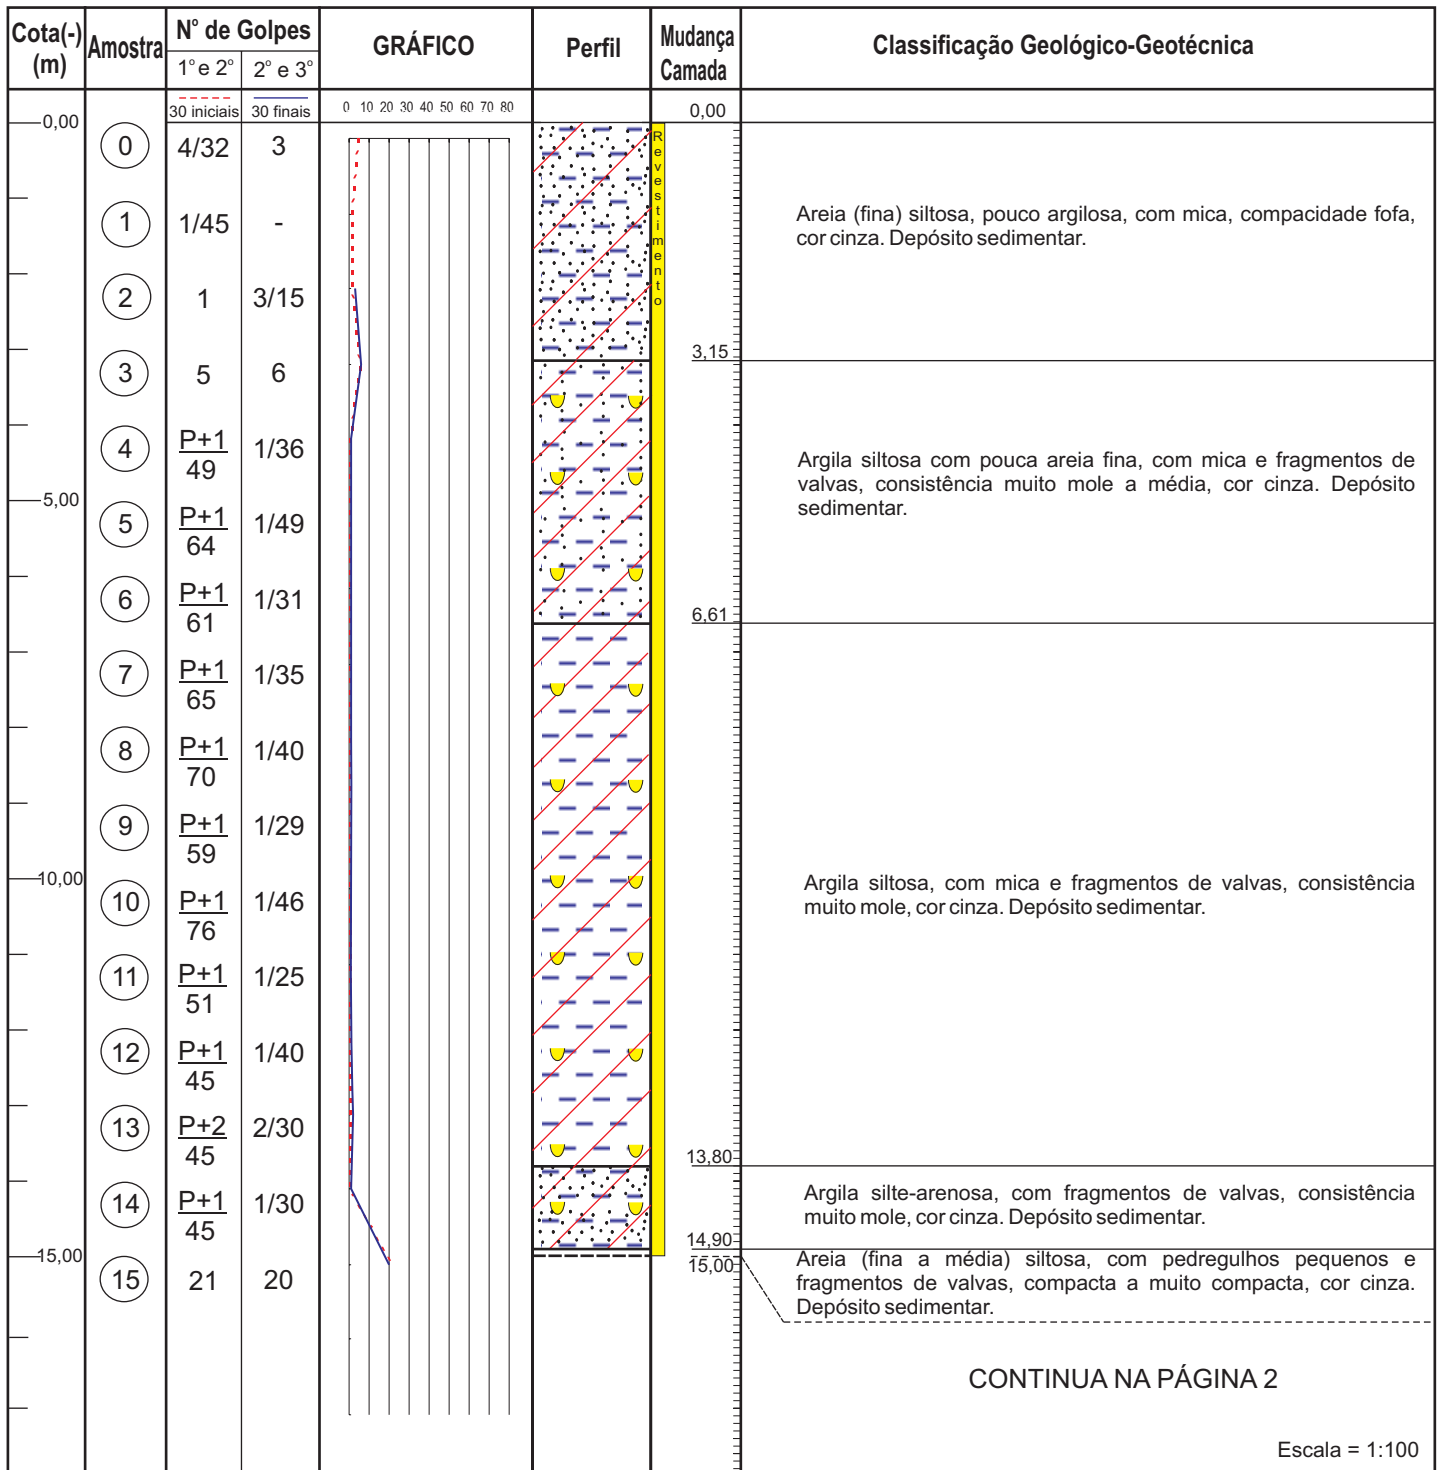 Cota(-) (m)
Amostra
N° de Golpes
1° e 2°
2° e 3°
GRÁFICO
Perfil
Mudança Camada
Classificação Geológico-Geotécnica
30 iniciais
30 finais
0 10 20 30 40 50 60 70 80
0,00
0,00
Revestimento
0 4/32 3
1 1/45 -
Areia (fina) siltosa, pouco argilosa, com mica, compacidade fofa,
cor cinza. Depósito sedimentar.
2 1 3/15
3,15
3 5 6
4 P+1/49 1/36
Argila siltosa com pouca areia fina, com mica e fragmentos de
valvas, consistência muito mole a média, cor cinza. Depósito
sedimentar.
5,00
5 P+1/64 1/49
6 P+1/61 1/31
6,61
7 P+1/65 1/35
8 P+1/70 1/40
9 P+1/59 1/29
10,00
10 P+1/76 1/46
Argila siltosa, com mica e fragmentos de valvas, consistência
muito mole, cor cinza. Depósito sedimentar.
11 P+1/51 1/25
12 P+1/45 1/40
13 P+2/45 2/30
13,80
14 P+1/45 1/30
Argila silte-arenosa, com fragmentos de valvas, consistência
muito mole, cor cinza. Depósito sedimentar.
14,90
15,00
15,00
15 21 20
Areia (fina a média) siltosa, com pedregulhos pequenos e
fragmentos de valvas, compacta a muito compacta, cor cinza.
Depósito sedimentar.
CONTINUA NA PÁGINA 2
Escala = 1:100